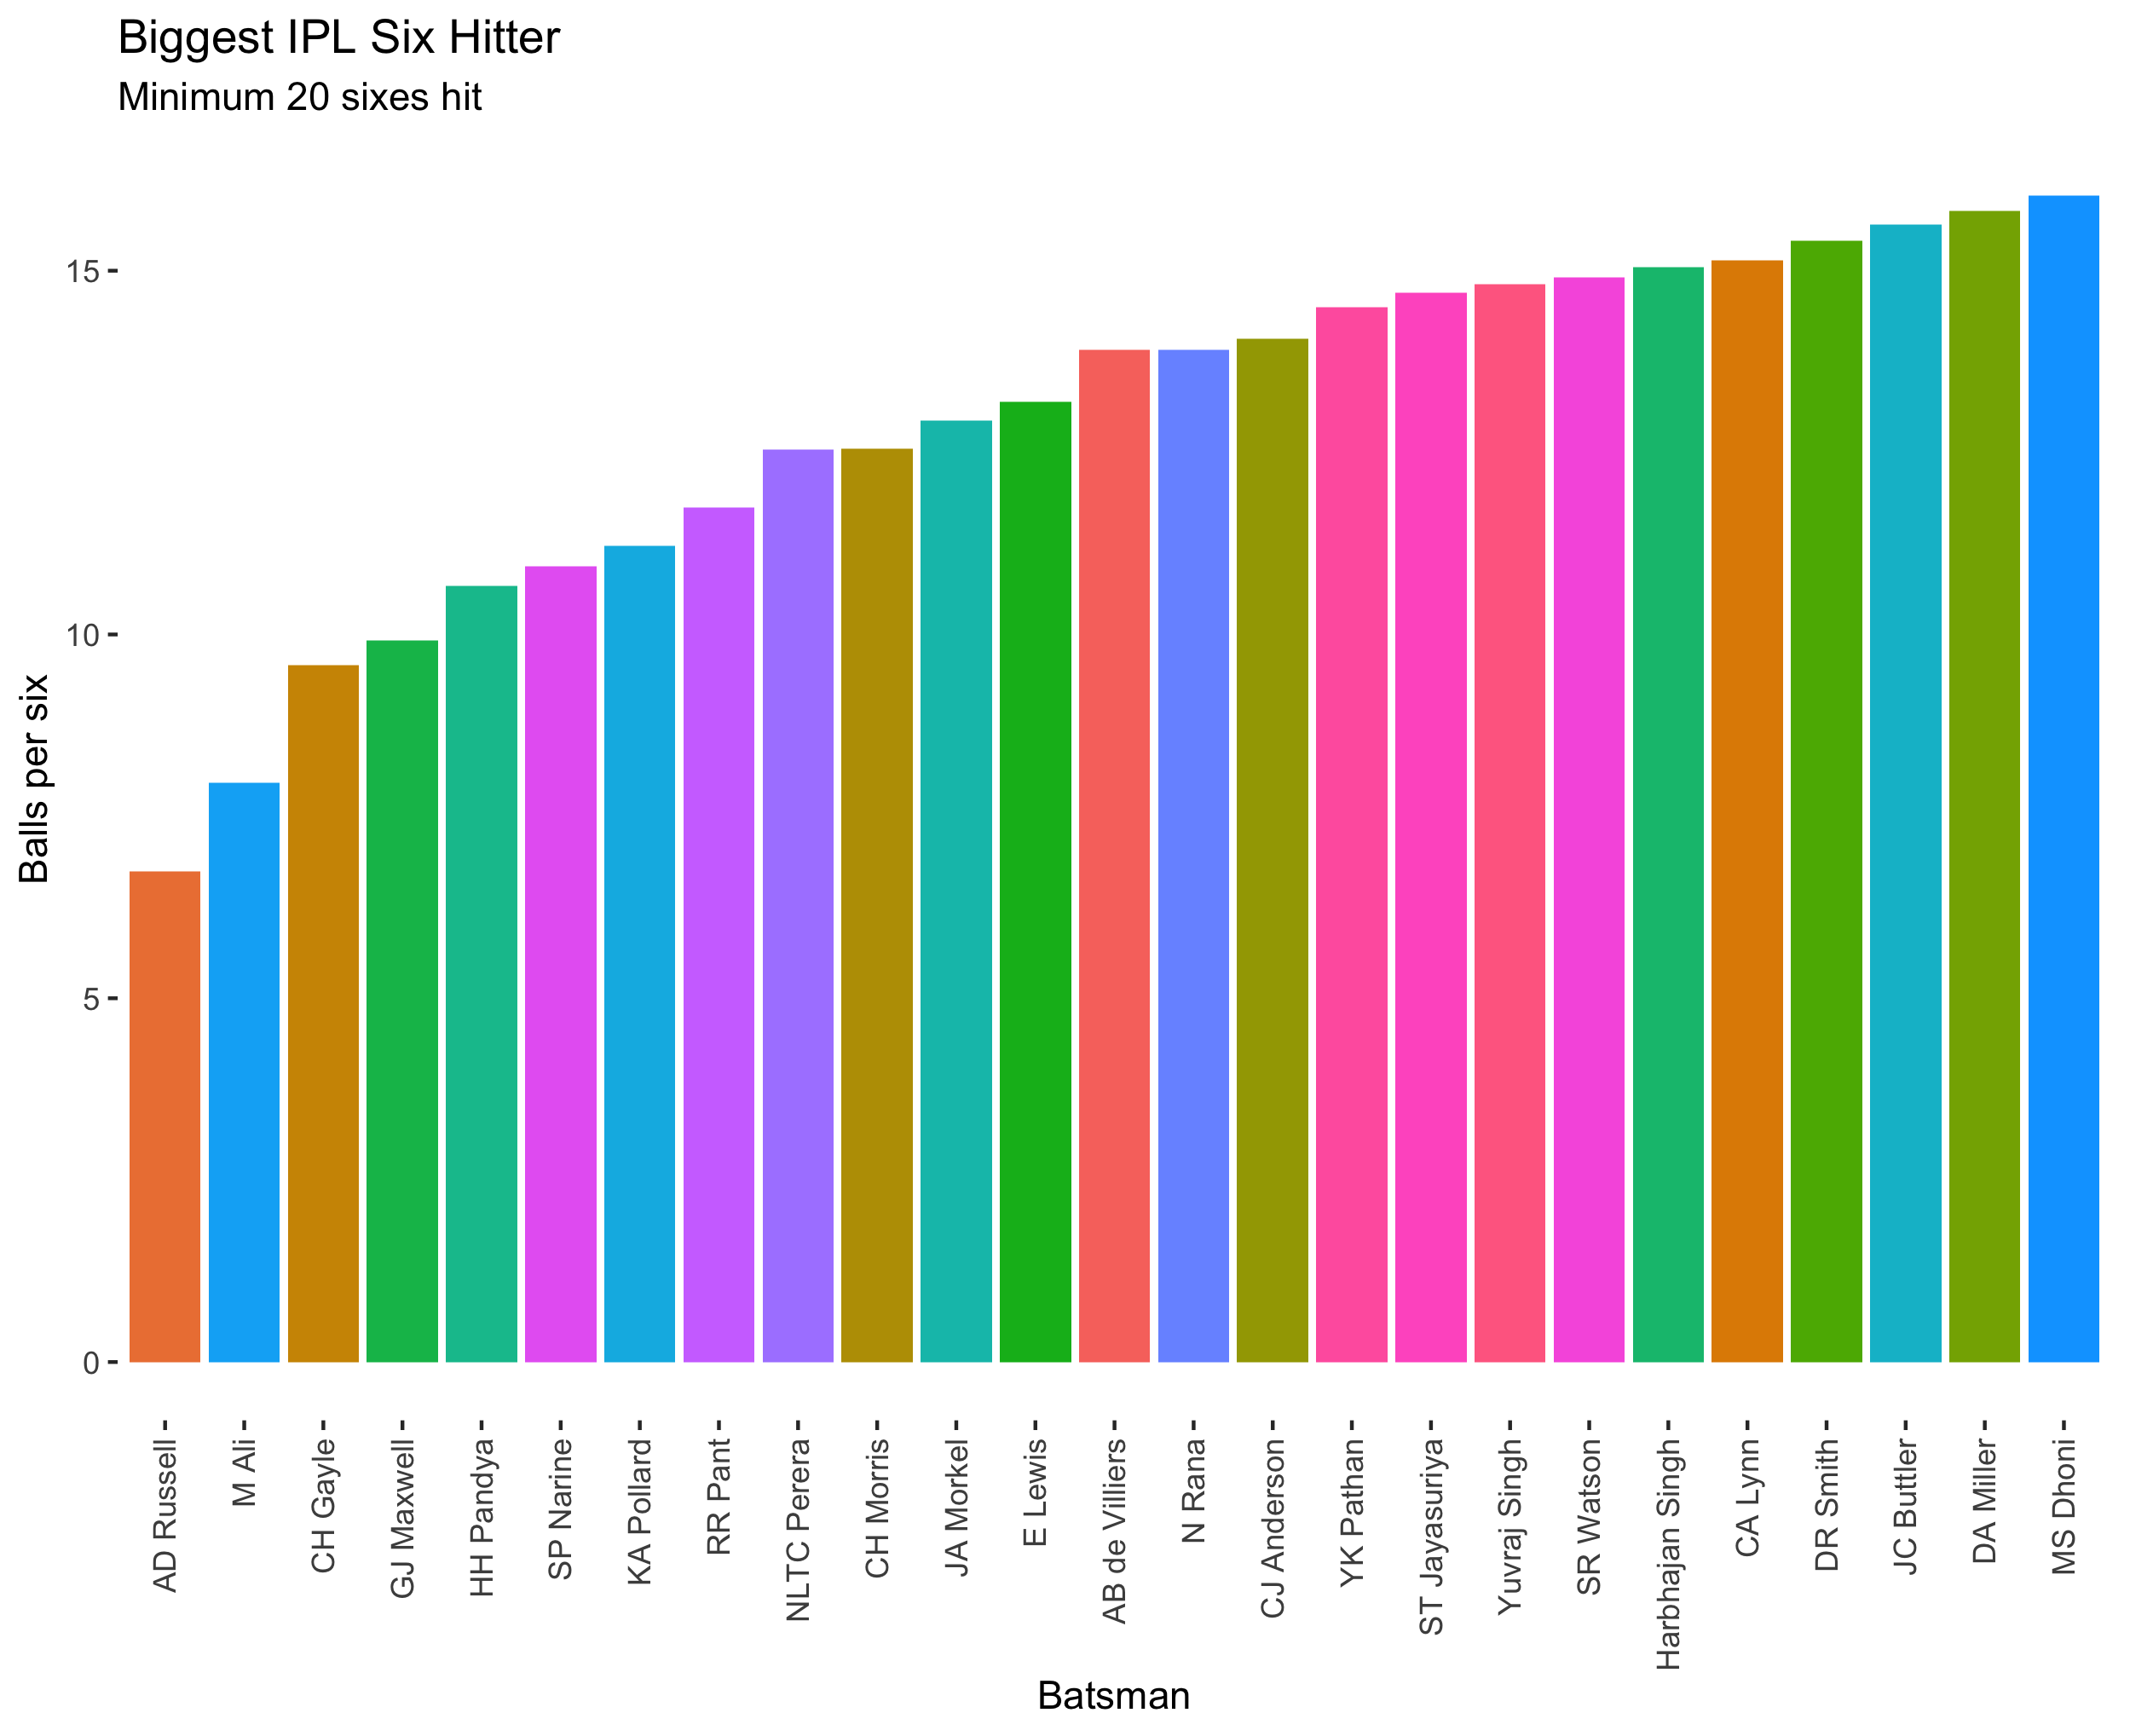 Biggest IPL Six Hitter
Minimum 20 sixes hit
Balls per six
15
10
5
0
AD Russell
M Ali
CH Gayle
GJ Maxwell
HH Pandya
SP Narine
KA Pollard
RR Pant
NLTC Perera
CH Morris
JA Morkel
E Lewis
AB de Villiers
N Rana
CJ Anderson
YK Pathan
ST Jayasuriya
Yuvraj Singh
SR Watson
Harbhajan Singh
CA Lynn
DR Smith
JC Buttler
DA Miller
MS Dhoni
Batsman